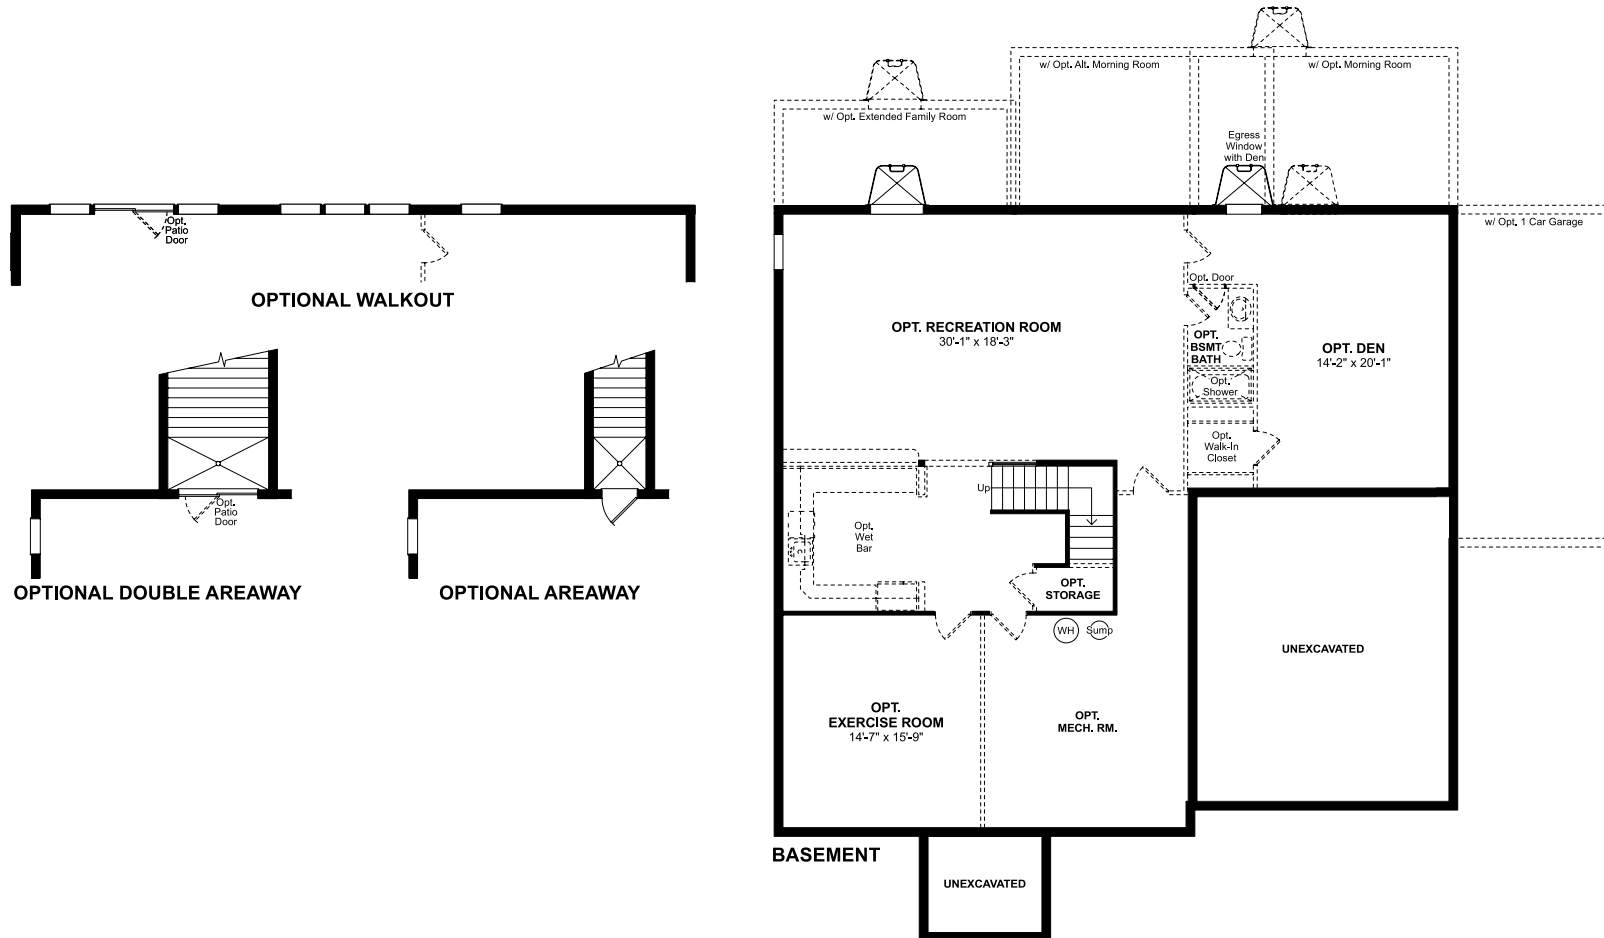 w/ Opt. Alt. Morning Room
w/ Opt. Morning Room
w/ Opt. Extended Family Room
Egress
Window
with Den
w/ Opt. 1 Car Garage
Opt.
Patio
Door
OPTIONAL WALKOUT
Opt. Door
OPT. RECREATION ROOM
30'-1" x 18'-3"
OPT.
BSMT
BATH
OPT. DEN
14'-2" x 20'-1"
Opt.
Shower
Opt.
Walk-In
Closet
Up
Opt.
Patio
Door
Opt.
Wet
Bar
OPTIONAL DOUBLE AREAWAY
OPTIONAL AREAWAY
OPT.
STORAGE
WH
Sump
UNEXCAVATED
OPT.
EXERCISE ROOM
14'-7" x 15'-9"
OPT.
MECH. RM.
BASEMENT
UNEXCAVATED